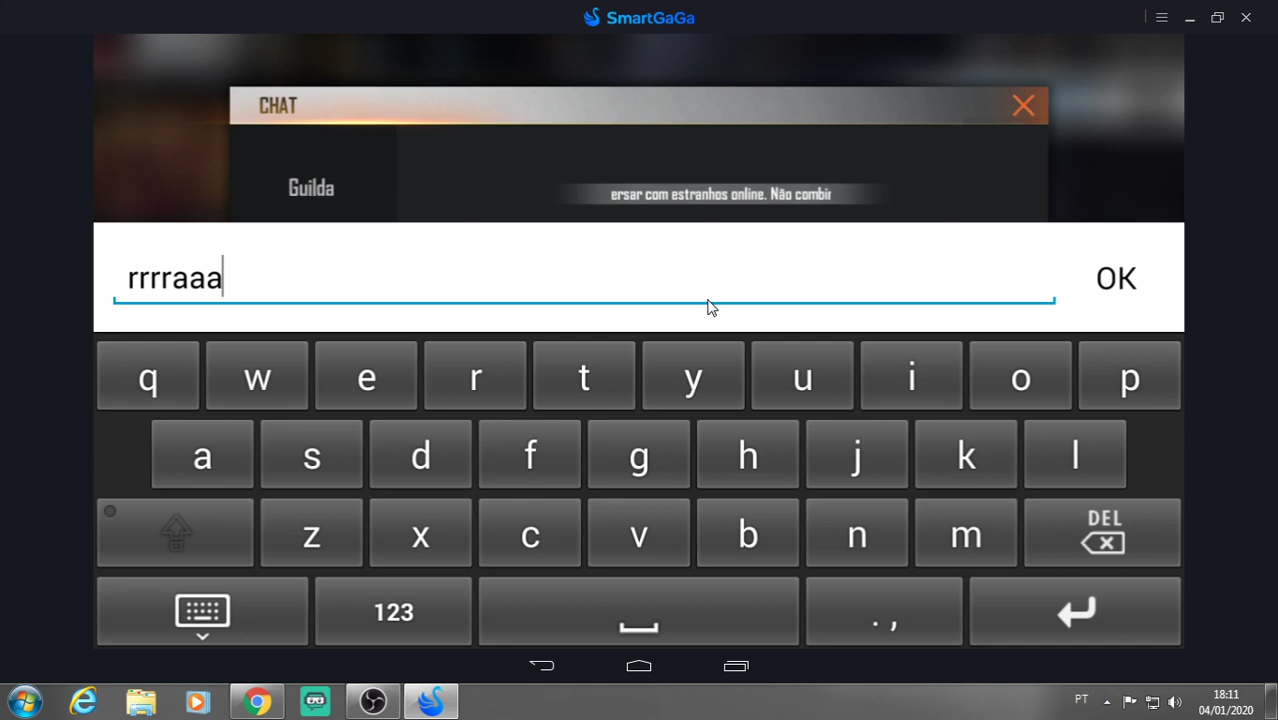 SmartGaGa
CHAT
Guilda
ersar com estranhos online. Não combir
rrrraaa
OK
q w e r t y u i o p
a s d f g h j k l
z x c v b n m DEL
123 . ,
PT 18:11
04/01/2020